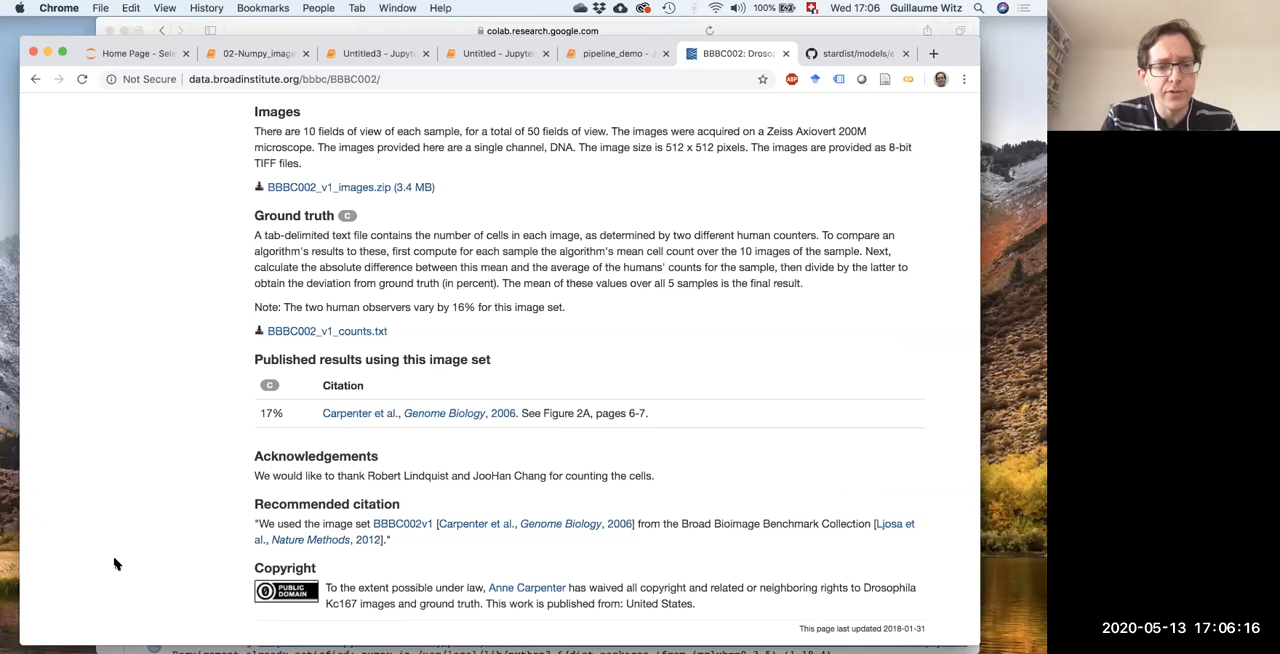 Chrome File Edit View History Bookmarks People Tab Window Help 100% Wed 17:06 Guillaume Witz
colab.research.google.com
Home Page - Sele 02-Numpy_image Untitled3 - Jupyt Untitled - Jupyte pipeline_demo - J BBBC002: Droso stardist/models/e
Not Secure data.broadinstitute.org/bbbc/BBBC002/ ABP
Images
There are 10 fields of view of each sample, for a total of 50 fields of view. The images were acquired on a Zeiss Axiovert 200M
microscope. The images provided here are a single channel, DNA. The image size is 512 x 512 pixels. The images are provided as 8-bit
TIFF files.
BBBC002_v1_images.zip (3.4 MB)
Ground truth C
A tab-delimited text file contains the number of cells in each image, as determined by two different human counters. To compare an
algorithm's results to these, first compute for each sample the algorithm's mean cell count over the 10 images of the sample. Next,
calculate the absolute difference between this mean and the average of the humans' counts for the sample, then divide by the latter to
obtain the deviation from ground truth (in percent). The mean of these values over all 5 samples is the final result.
Note: The two human observers vary by 16% for this image set.
BBBC002_v1_counts.txt
Published results using this image set
C Citation
17% Carpenter et al., Genome Biology, 2006. See Figure 2A, pages 6-7.
Acknowledgements
We would like to thank Robert Lindquist and JooHan Chang for counting the cells.
Recommended citation
"We used the image set BBBC002v1 [Carpenter et al., Genome Biology, 2006] from the Broad Bioimage Benchmark Collection [Ljosa et
al., Nature Methods, 2012]."
Copyright
PUBLIC DOMAIN To the extent possible under law, Anne Carpenter has waived all copyright and related or neighboring rights to Drosophila
Kc167 images and ground truth. This work is published from: United States.
This page last updated 2018-01-31
2020-05-13 17:06:16